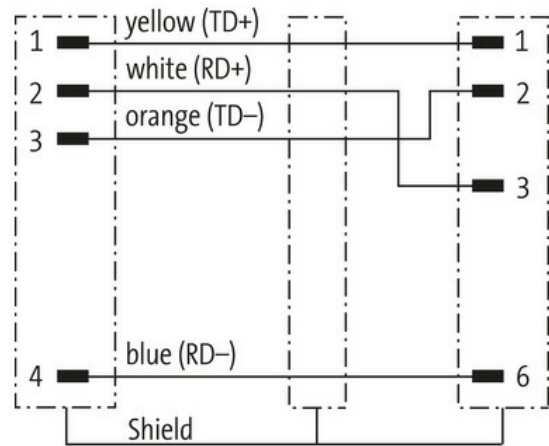 1 yellow (TD+) 1
2 white (RD+) 2
3 orange (TD–)
3
4 blue (RD–) 6
Shield